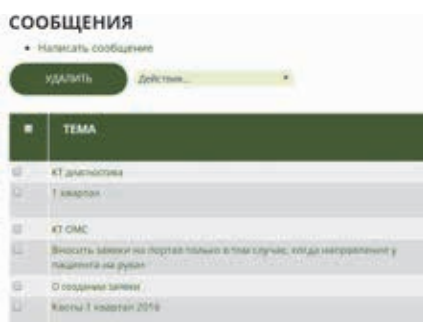 СООБЩЕНИЯ
Написать сообщение
УДАЛИТЬ Действия...
ТЕМА
КТ диагностика
1 квартал
КТ ОМС
Вносить заявки на портал только в том случае, когда направление у
пациента на руках
О создании заявки
Квоты 1 квартал 2016